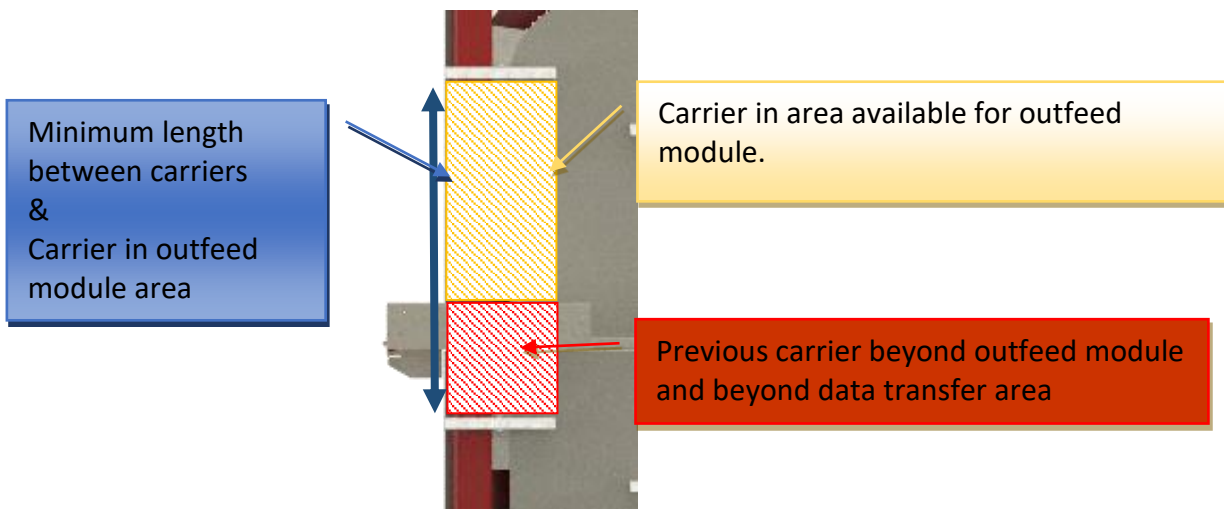 Minimum length
between carriers
&
Carrier in outfeed
module area
Carrier in area available for outfeed
module.
Previous carrier beyond outfeed module
and beyond data transfer area